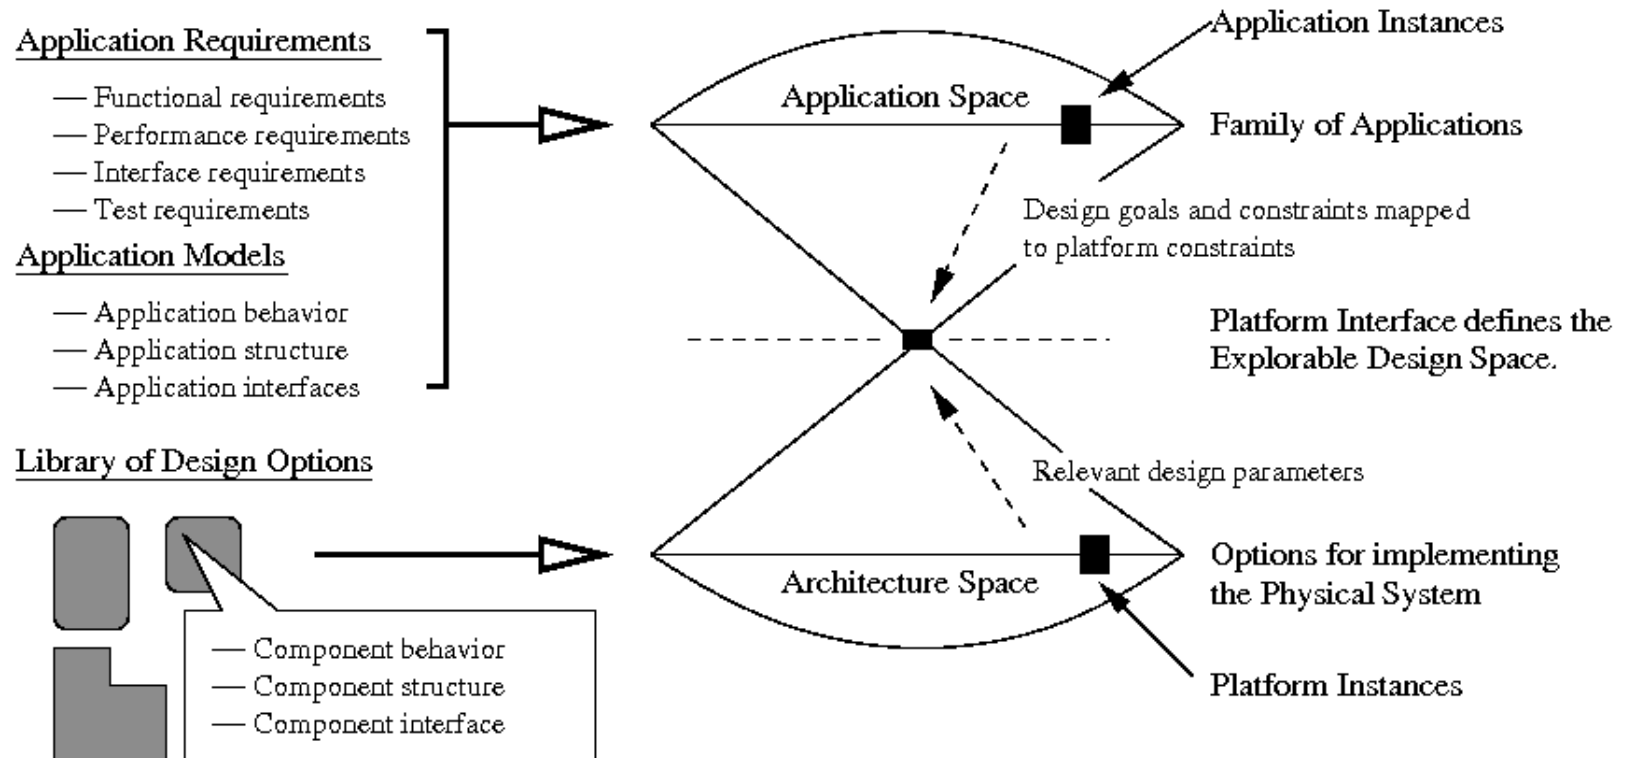 Application Requirements
— Functional requirements
— Performance requirements
— Interface requirements
— Test requirements
Application Models
— Application behavior
— Application structure
— Application interfaces
Library of Design Options
— Component behavior
— Component structure
— Component interface
Application Instances
Application Space
Family of Applications
Design goals and constraints mapped
to platform constraints
Platform Interface defines the
Explorable Design Space.
Relevant design parameters
Architecture Space
Options for implementing
the Physical System
Platform Instances